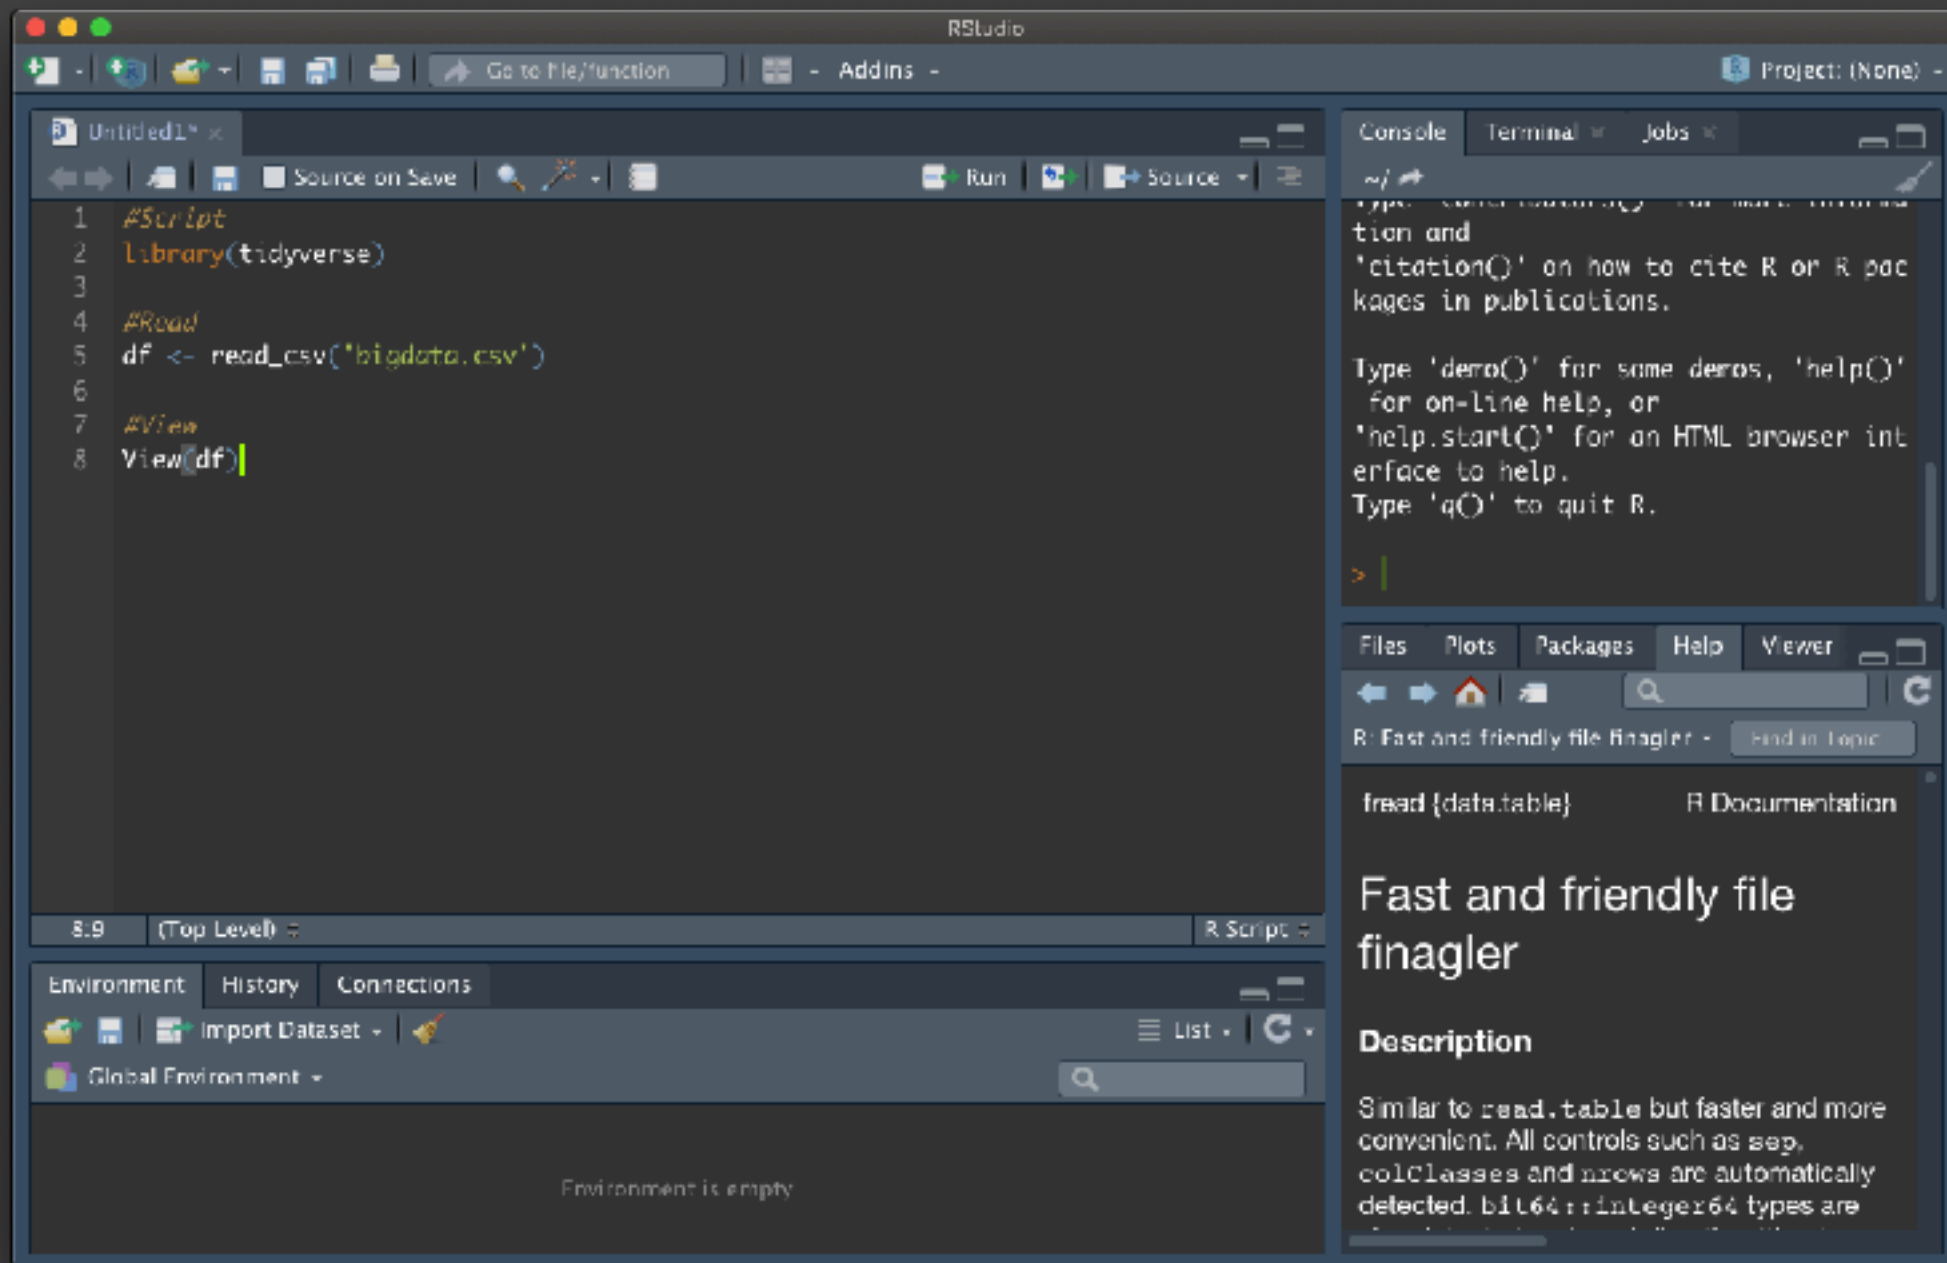 RStudio
Go to file/function
Addins
Project: (None)
Untitled1*
Source on Save
Run
Source
1 #Script
2 library(tidyverse)
3
4 #Read
5 df <- read_csv('bigdata.csv')
6
7 #View
8 View(df)
8:9
(Top Level)
R Script
Environment
History
Connections
Import Dataset
List
Global Environment
Environment is empty
Console
Terminal
Jobs
~/
Type 'contributors()' for more informa
tion and
'citation()' on how to cite R or R pac
kages in publications.
Type 'demo()' for some demos, 'help()'
for on-line help, or
'help.start()' for an HTML browser int
erface to help.
Type 'q()' to quit R.
>
Files
Plots
Packages
Help
Viewer
R: Fast and friendly file finagler
Find in Topic
fread {data.table}
R Documentation
Fast and friendly file
finagler
Description
Similar to read.table but faster and more
convenient. All controls such as sep,
colClasses and nrows are automatically
detected. bit64::integer64 types are